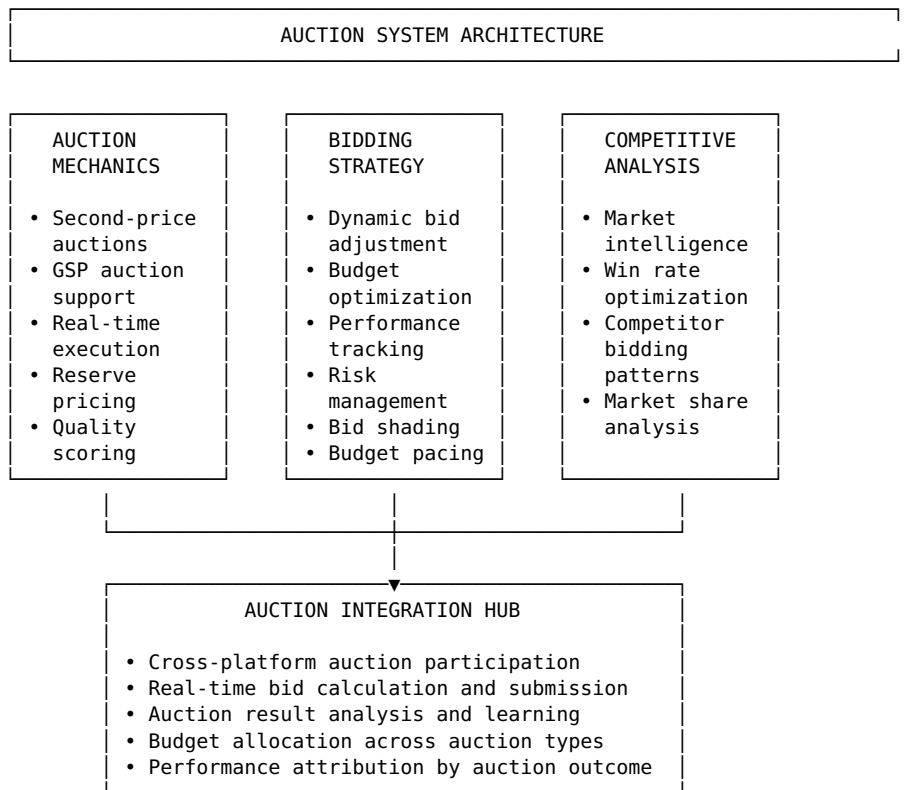 AUCTION SYSTEM ARCHITECTURE
AUCTION
MECHANICS
• Second-price
auctions
• GSP auction
support
• Real-time
execution
• Reserve
pricing
• Quality
scoring
BIDDING
STRATEGY
• Dynamic bid
adjustment
• Budget
optimization
• Performance
tracking
• Risk
management
• Bid shading
• Budget pacing
COMPETITIVE
ANALYSIS
• Market
intelligence
• Win rate
optimization
• Competitor
bidding
patterns
• Market share
analysis
AUCTION INTEGRATION HUB
• Cross-platform auction participation
• Real-time bid calculation and submission
• Auction result analysis and learning
• Budget allocation across auction types
• Performance attribution by auction outcome